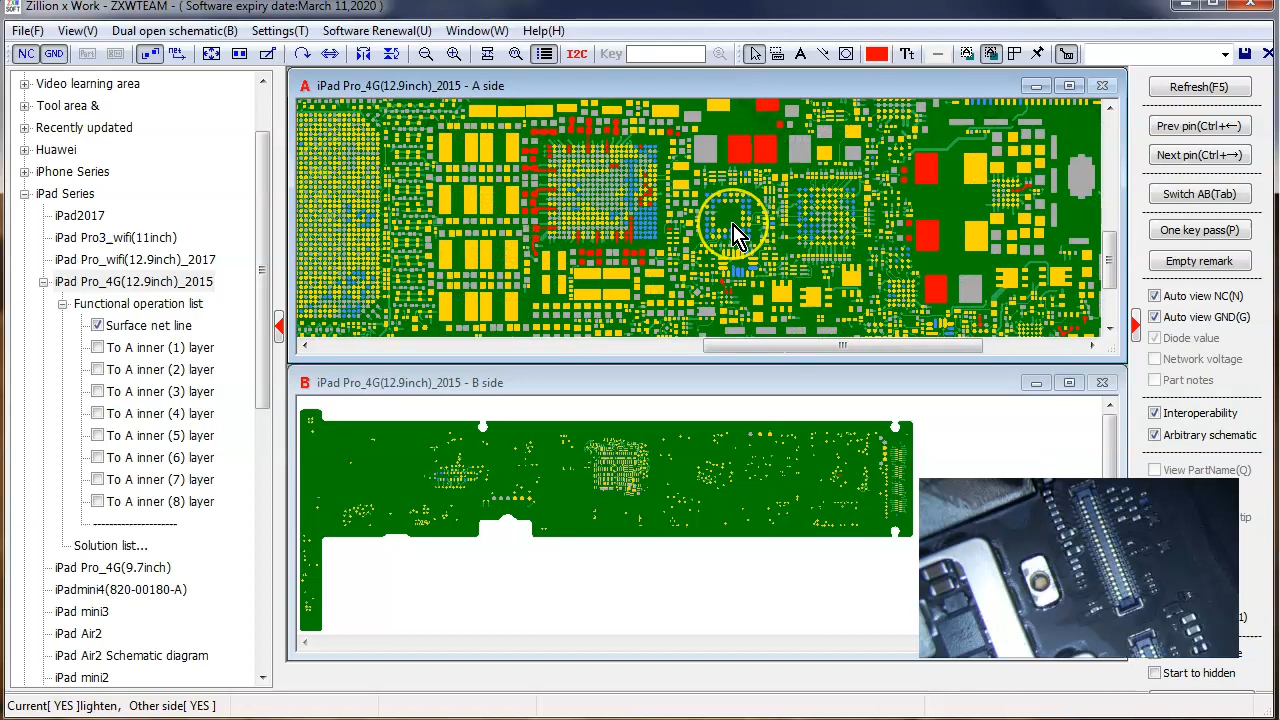 ZXW
SOFT
Zillion x Work - ZXWTEAM - ( Software expiry date:March 11,2020 )
File(F) View(V) Dual open schematic(B) Settings(T) Software Renewal(U) Window(W) Help(H)
NC GND Part Pin net. I2C Key A Tt
Video learning area
Tool area &
Recently updated
Huawei
iPhone Series
iPad Series
iPad2017
iPad Pro3_wifi(11inch)
iPad Pro_wifi(12.9inch)_2017
iPad Pro_4G(12.9inch)_2015
Functional operation list
Surface net line
To A inner (1) layer
To A inner (2) layer
To A inner (3) layer
To A inner (4) layer
To A inner (5) layer
To A inner (6) layer
To A inner (7) layer
To A inner (8) layer
--------------------
Solution list...
iPad Pro_4G(9.7inch)
iPadmini4(820-00180-A)
iPad mini3
iPad Air2
iPad Air2 Schematic diagram
iPad mini2
A iPad Pro_4G(12.9inch)_2015 - A side
B iPad Pro_4G(12.9inch)_2015 - B side
Refresh(F5)
Prev pin(Ctrl+←)
Next pin(Ctrl+→)
Switch AB(Tab)
One key pass(P)
Empty remark
Auto view NC(N)
Auto view GND(G)
Diode value
Network voltage
Part notes
Interoperability
Arbitrary schematic
View PartName(Q)
tip
1)
e
Start to hidden
Current[ YES ]lighten, Other side[ YES ]